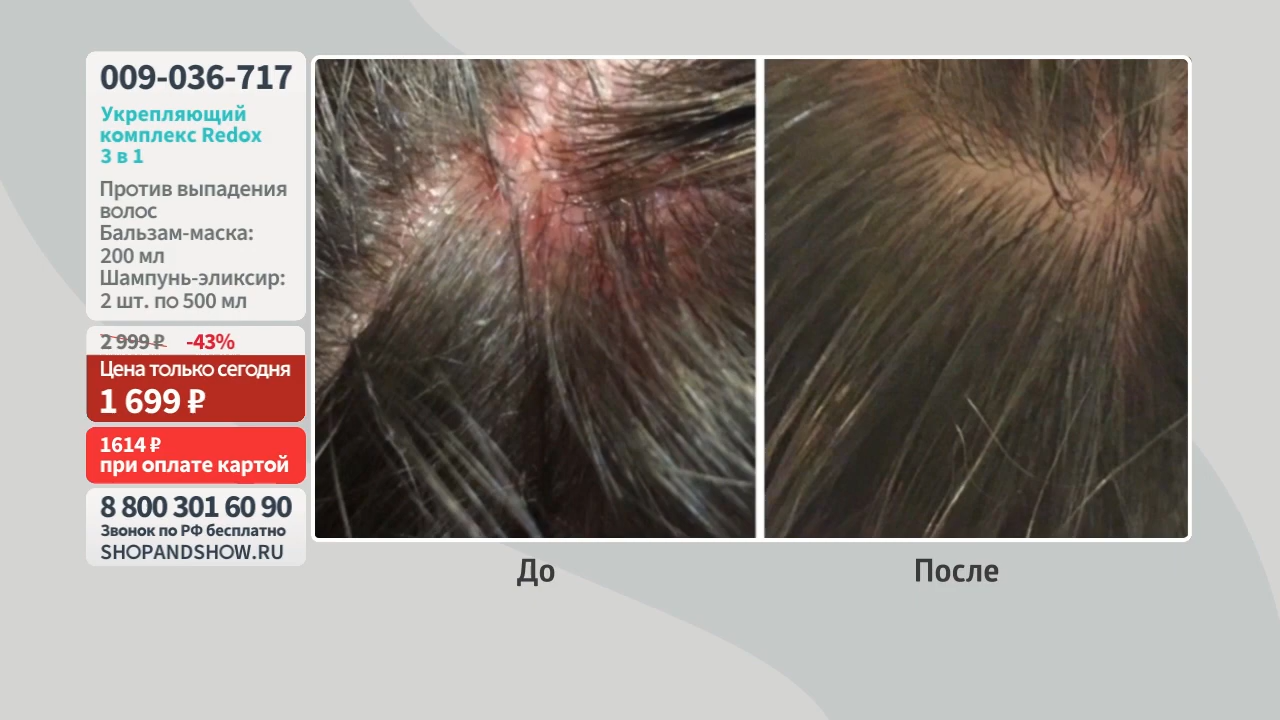 009-036-717
Укрепляющий
комплекс Redox
3 в 1
Против выпадения
волос
Бальзам-маска:
200 мл
Шампунь-эликсир:
2 шт. по 500 мл
2 999 ₽ -43%
Цена только сегодня
1 699 ₽
1614 ₽
при оплате картой
8 800 301 60 90
Звонок по РФ бесплатно
SHOPANDSHOW.RU
До
После